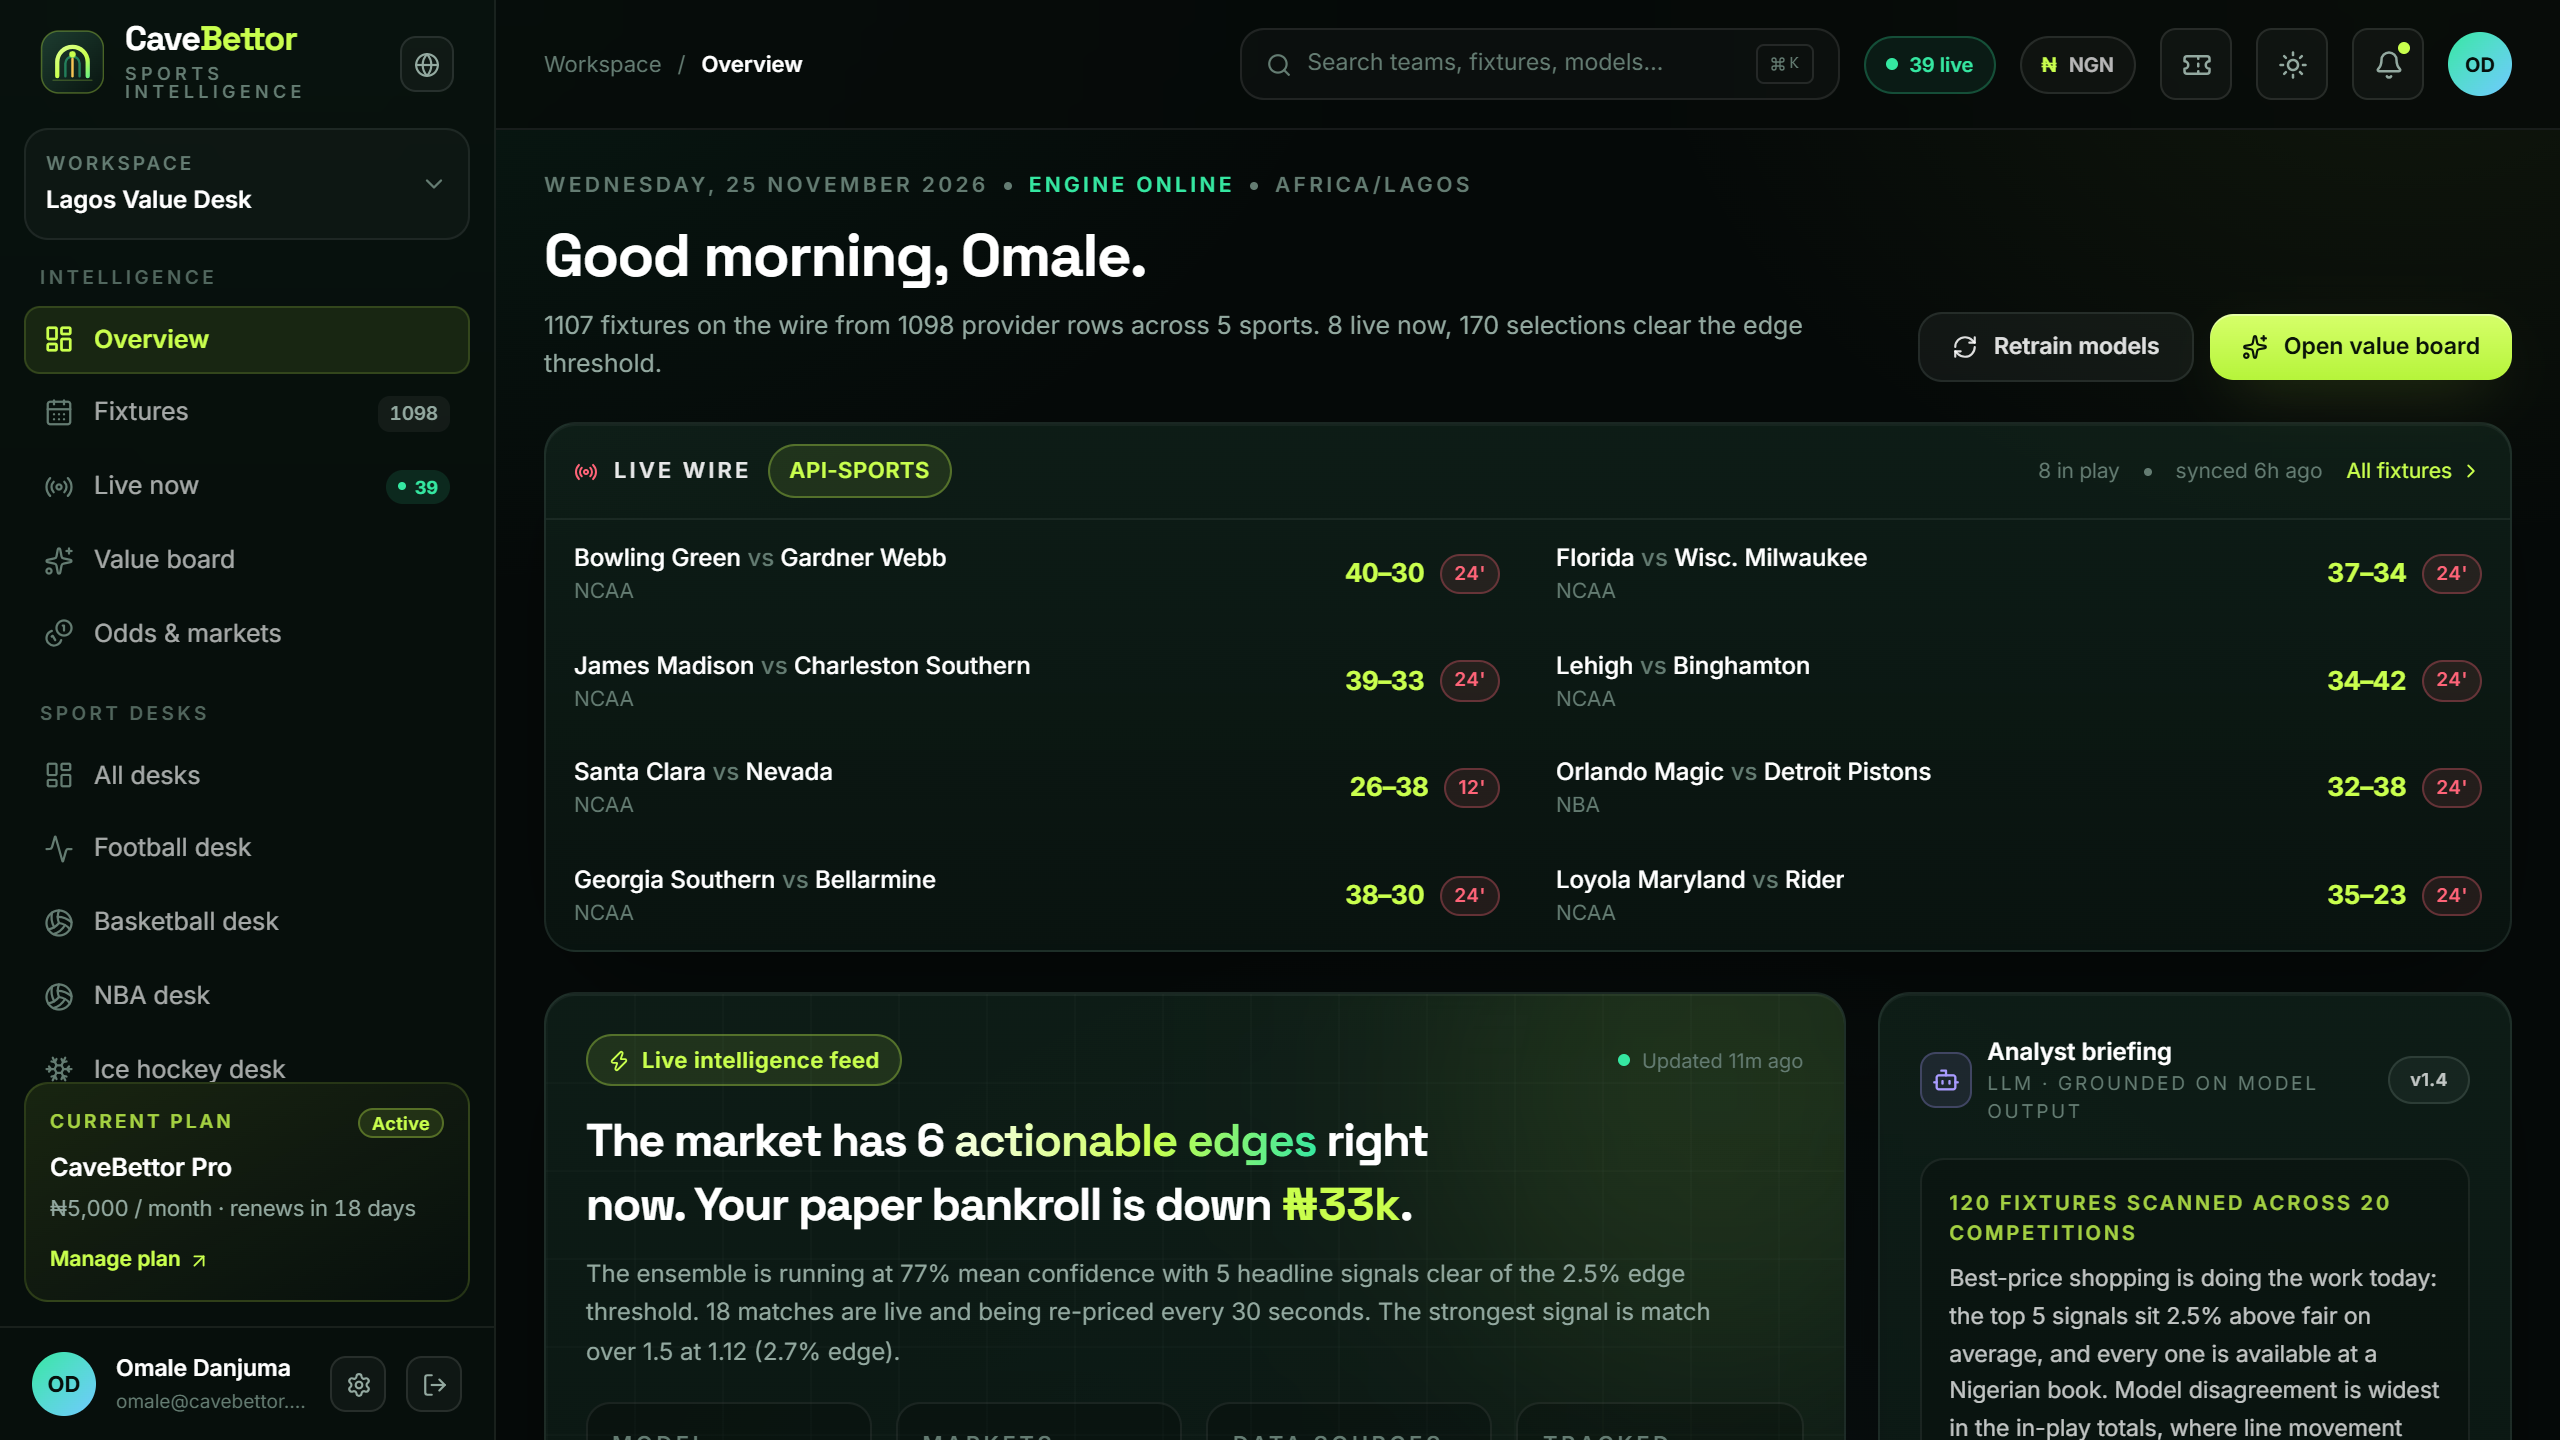 CaveBettor
SPORTS
INTELLIGENCE
WORKSPACE
Lagos Value Desk
INTELLIGENCE
Overview
Fixtures
1098
Live now
39
Value board
Odds & markets
SPORT DESKS
All desks
Football desk
Basketball desk
NBA desk
Ice hockey desk
CURRENT PLAN
Active
CaveBettor Pro
₦5,000 / month · renews in 18 days
Manage plan
OD
Omale Danjuma
omale@cavebettor....
Workspace / Overview
Search teams, fixtures, models...
⌘K
39 live
₦ NGN
OD
WEDNESDAY, 25 NOVEMBER 2026 • ENGINE ONLINE • AFRICA/LAGOS
Good morning, Omale.
1107 fixtures on the wire from 1098 provider rows across 5 sports. 8 live now, 170 selections clear the edge
threshold.
Retrain models
Open value board
LIVE WIRE
API-SPORTS
8 in play • synced 6h ago
All fixtures
Bowling Green vs Gardner Webb
NCAA
40–30
24'
Florida vs Wisc. Milwaukee
NCAA
37–34
24'
James Madison vs Charleston Southern
NCAA
39–33
24'
Lehigh vs Binghamton
NCAA
34–42
24'
Santa Clara vs Nevada
NCAA
26–38
12'
Orlando Magic vs Detroit Pistons
NBA
32–38
24'
Georgia Southern vs Bellarmine
NCAA
38–30
24'
Loyola Maryland vs Rider
NCAA
35–23
24'
Live intelligence feed
Updated 11m ago
The market has 6 actionable edges right
now. Your paper bankroll is down ₦33k.
The ensemble is running at 77% mean confidence with 5 headline signals clear of the 2.5% edge
threshold. 18 matches are live and being re-priced every 30 seconds. The strongest signal is match
over 1.5 at 1.12 (2.7% edge).
MODEL
MARKETS
DATA SOURCES
TRACKED
Analyst briefing
LLM · GROUNDED ON MODEL
OUTPUT
v1.4
120 FIXTURES SCANNED ACROSS 20
COMPETITIONS
Best-price shopping is doing the work today:
the top 5 signals sit 2.5% above fair on
average, and every one is available at a
Nigerian book. Model disagreement is widest
in the in-play totals, where line movement